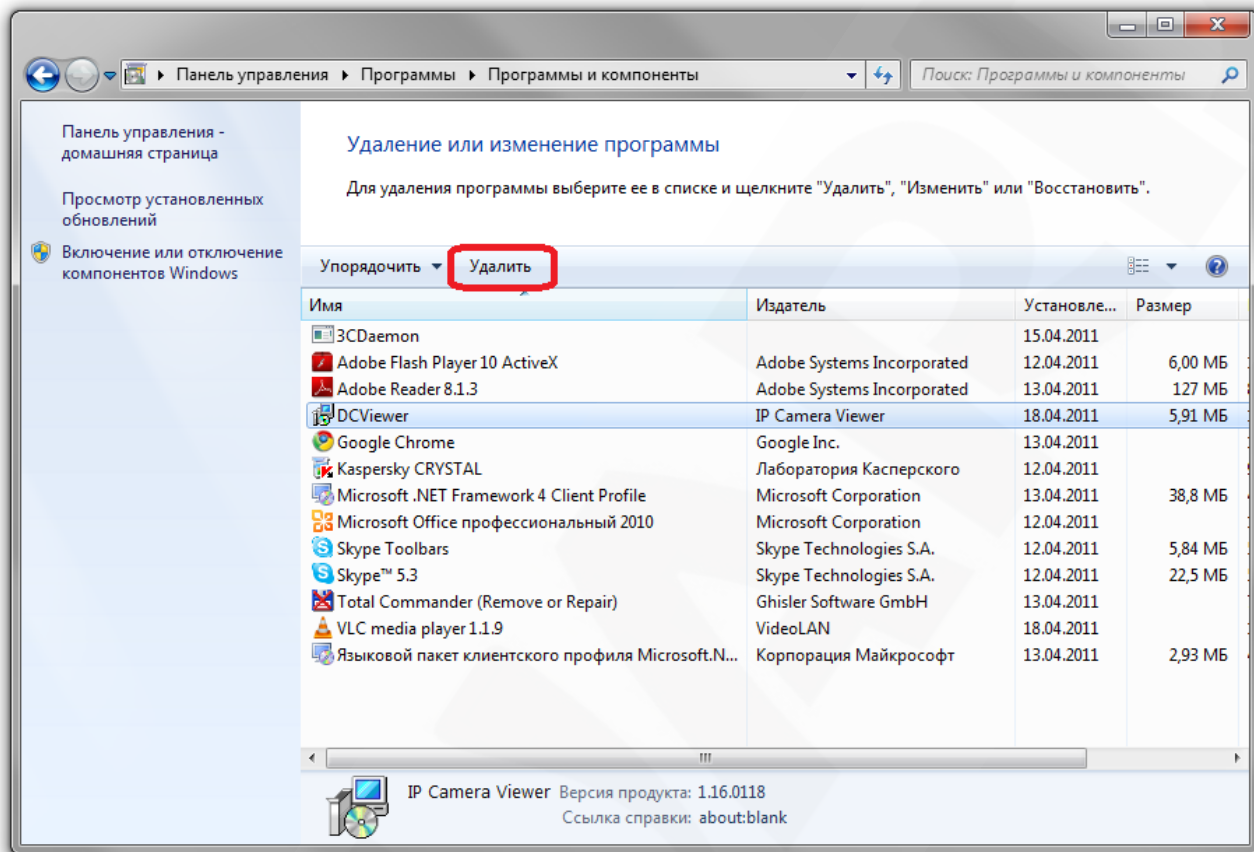 Панель управления ▸ Программы ▸ Программы и компоненты
Поиск: Программы и компоненты
Панель управления -
домашняя страница
Просмотр установленных
обновлений
Включение или отключение
компонентов Windows
Удаление или изменение программы
Для удаления программы выберите ее в списке и щелкните "Удалить", "Изменить" или "Восстановить".
Упорядочить Удалить
Имя Издатель Установле... Размер
3CDaemon 15.04.2011
Adobe Flash Player 10 ActiveX Adobe Systems Incorporated 12.04.2011 6,00 МБ
Adobe Reader 8.1.3 Adobe Systems Incorporated 13.04.2011 127 МБ
DCViewer IP Camera Viewer 18.04.2011 5,91 МБ
Google Chrome Google Inc. 13.04.2011
Kaspersky CRYSTAL Лаборатория Касперского 12.04.2011
Microsoft .NET Framework 4 Client Profile Microsoft Corporation 13.04.2011 38,8 МБ
Microsoft Office профессиональный 2010 Microsoft Corporation 12.04.2011
Skype Toolbars Skype Technologies S.A. 12.04.2011 5,84 МБ
Skype™ 5.3 Skype Technologies S.A. 12.04.2011 22,5 МБ
Total Commander (Remove or Repair) Ghisler Software GmbH 13.04.2011
VLC media player 1.1.9 VideoLAN 18.04.2011
Языковой пакет клиентского профиля Microsoft.N... Корпорация Майкрософт 13.04.2011 2,93 МБ
IP Camera Viewer Версия продукта: 1.16.0118
Ссылка справки: about:blank